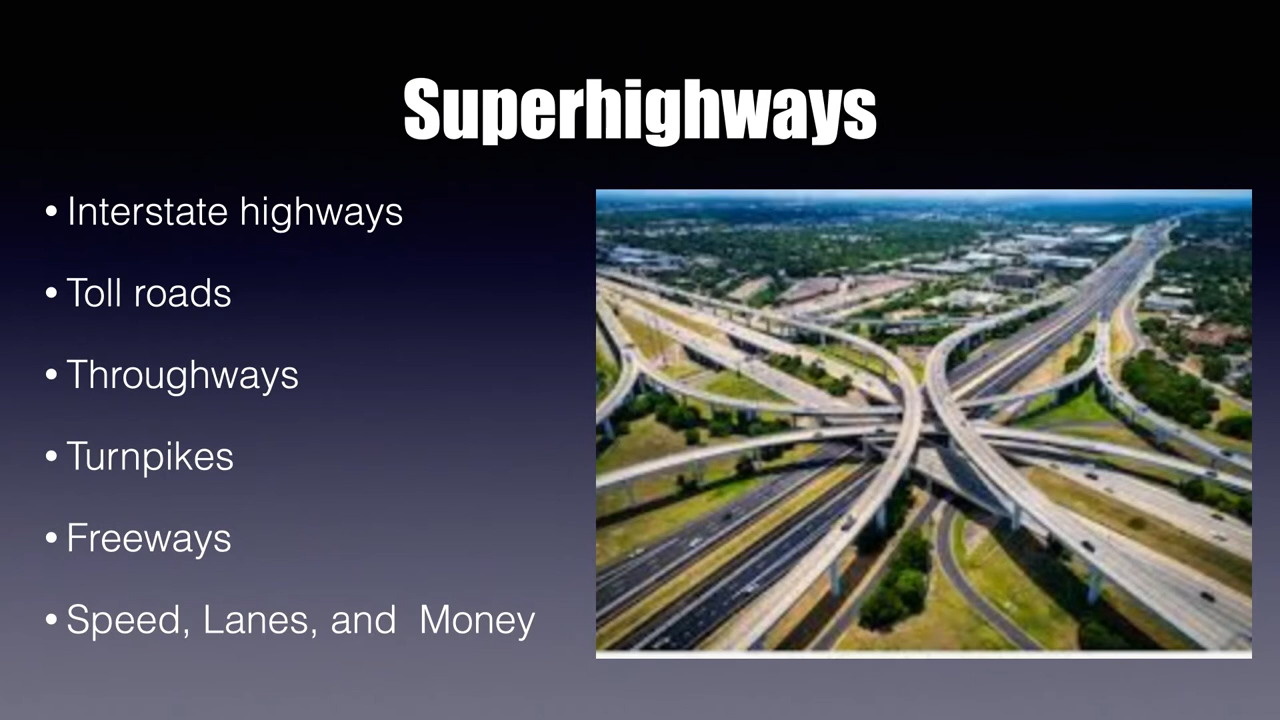 Superhighways
• Interstate highways
• Toll roads
• Throughways
• Turnpikes
• Freeways
• Speed, Lanes, and  Money